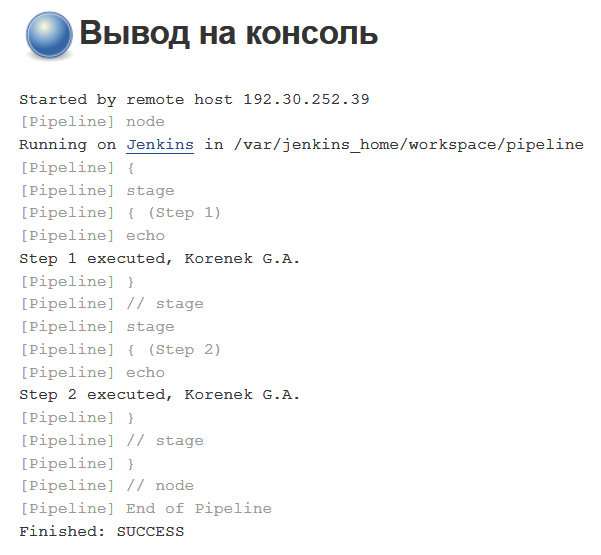 Вывод на консоль
Started by remote host 192.30.252.39
[Pipeline] node
Running on Jenkins in /var/jenkins_home/workspace/pipeline
[Pipeline] {
[Pipeline] stage
[Pipeline] { (Step 1)
[Pipeline] echo
Step 1 executed, Korenek G.A.
[Pipeline] }
[Pipeline] // stage
[Pipeline] stage
[Pipeline] { (Step 2)
[Pipeline] echo
Step 2 executed, Korenek G.A.
[Pipeline] }
[Pipeline] // stage
[Pipeline] }
[Pipeline] // node
[Pipeline] End of Pipeline
Finished: SUCCESS